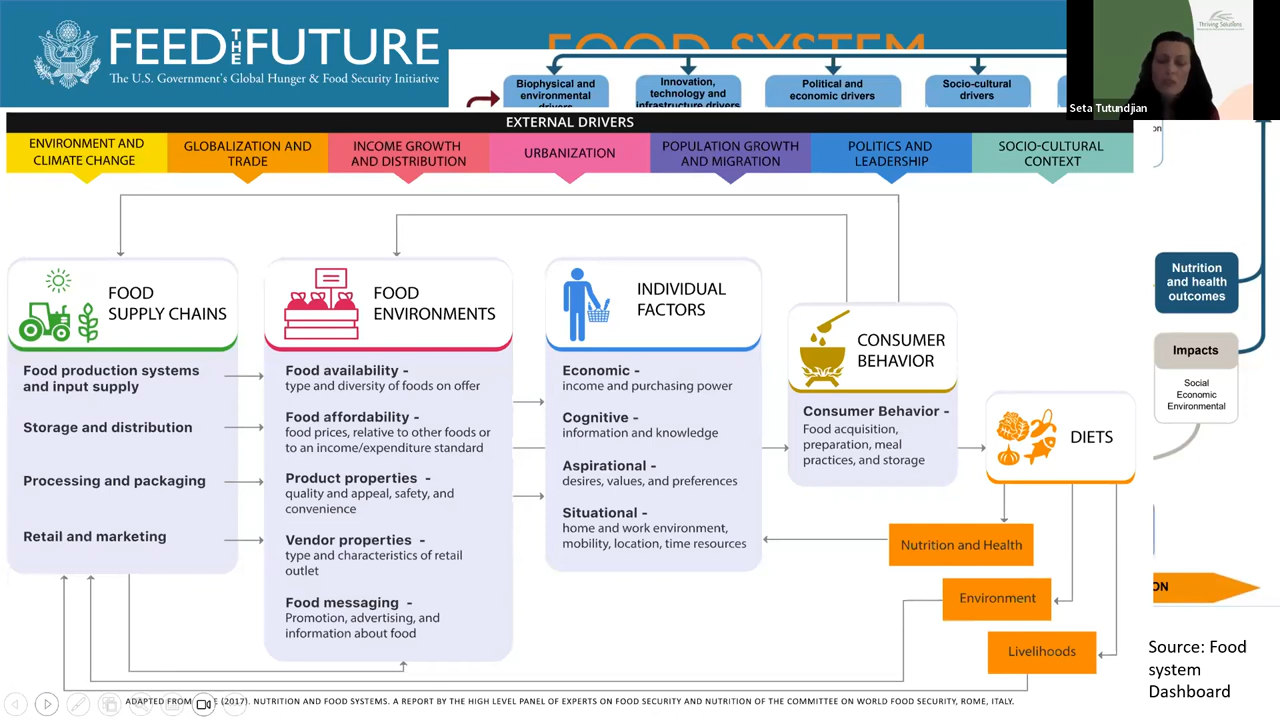 FEED THE FUTURE
The U.S. Government's Global Hunger & Food Security Initiative
FOOD SYSTEM
Thriving Solutions
Seta Tutundjian
Biophysical and
environmental
drivers
Innovation,
technology and
infrastructure drivers
Political and
economic drivers
Socio-cultural
drivers
EXTERNAL DRIVERS
ENVIRONMENT AND
CLIMATE CHANGE
GLOBALIZATION AND
TRADE
INCOME GROWTH
AND DISTRIBUTION
URBANIZATION
POPULATION GROWTH
AND MIGRATION
POLITICS AND
LEADERSHIP
SOCIO-CULTURAL
CONTEXT
FOOD
SUPPLY CHAINS
Food production systems
and input supply
Storage and distribution
Processing and packaging
Retail and marketing
FOOD
ENVIRONMENTS
Food availability -
type and diversity of foods on offer
Food affordability -
food prices, relative to other foods or
to an income/expenditure standard
Product properties -
quality and appeal, safety, and
convenience
Vendor properties -
type and characteristics of retail
outlet
Food messaging -
Promotion, advertising, and
information about food
INDIVIDUAL
FACTORS
Economic -
income and purchasing power
Cognitive -
information and knowledge
Aspirational -
desires, values, and preferences
Situational -
home and work environment,
mobility, location, time resources
CONSUMER
BEHAVIOR
Consumer Behavior -
Food acquisition,
preparation, meal
practices, and storage
DIETS
Nutrition and Health
Environment
Livelihoods
Nutrition
and health
outcomes
Impacts
Social
Economic
Environmental
ON
Source: Food
system
Dashboard
ADAPTED FROM (2017). NUTRITION AND FOOD SYSTEMS. A REPORT BY THE HIGH LEVEL PANEL OF EXPERTS ON FOOD SECURITY AND NUTRITION OF THE COMMITTEE ON WORLD FOOD SECURITY, ROME, ITALY.